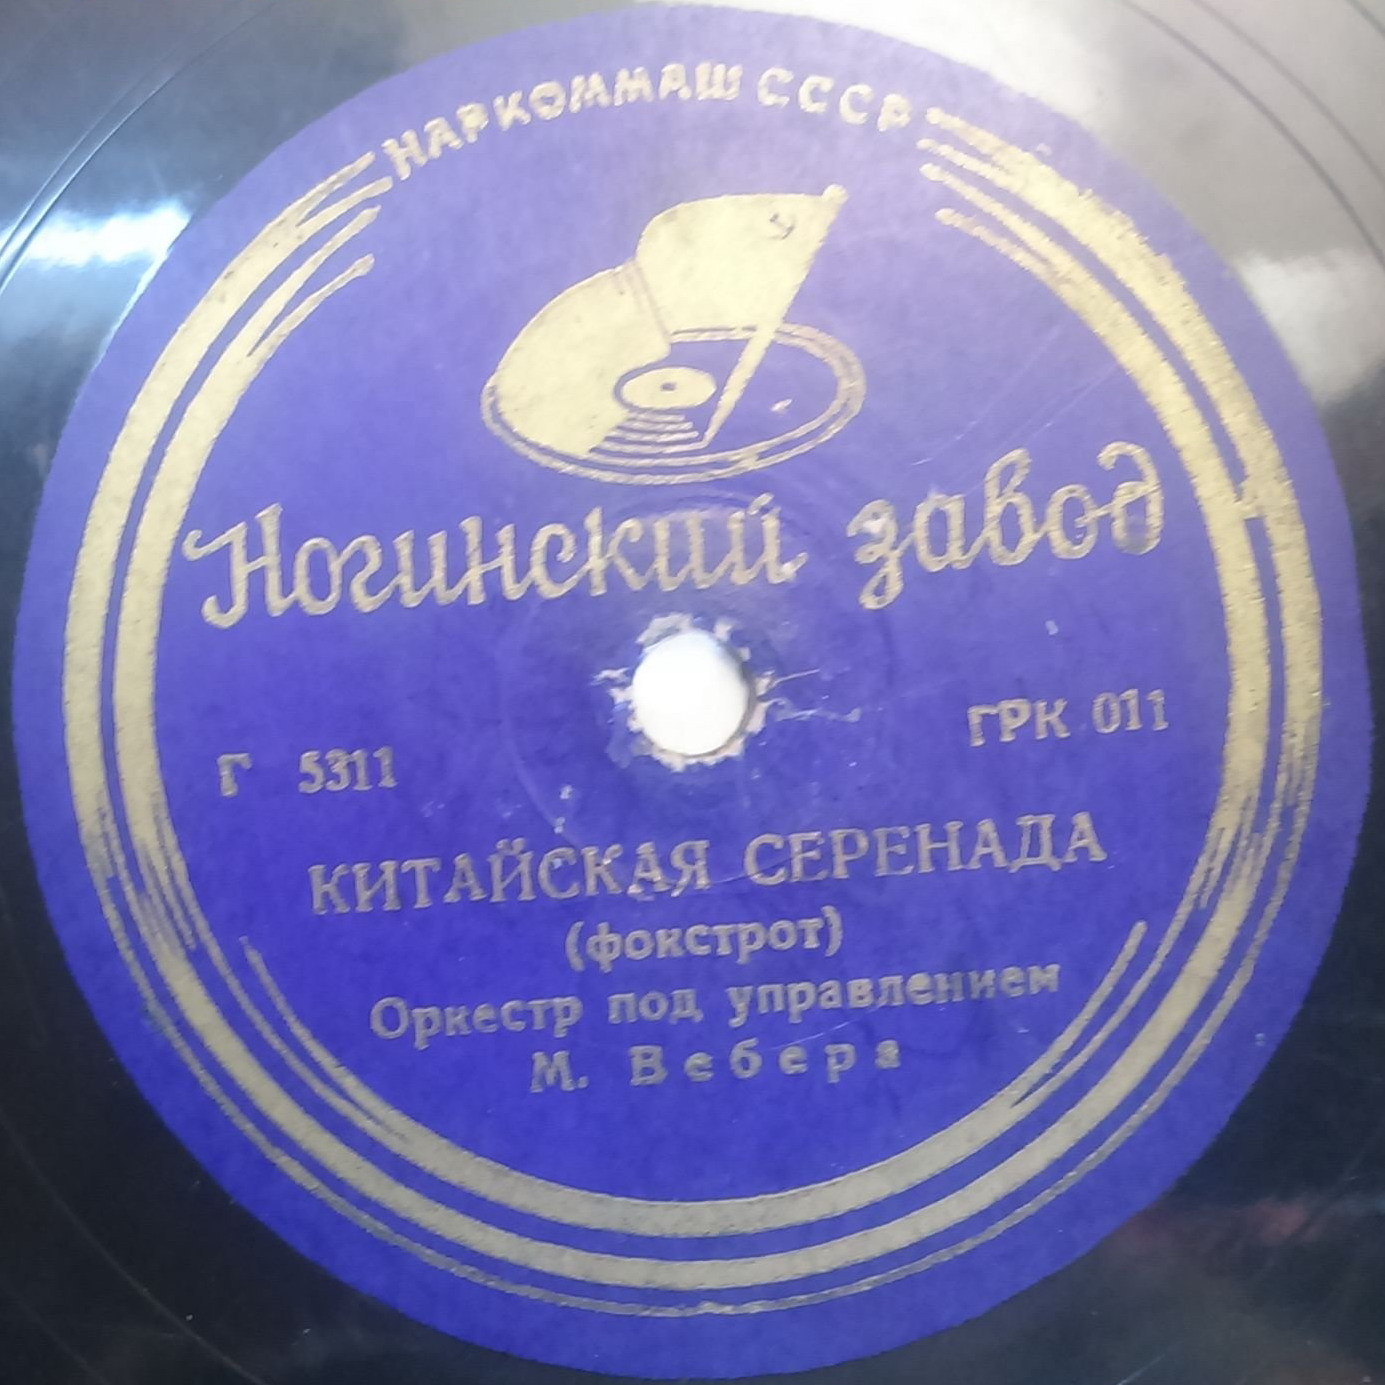 НАРКОММАШ СССР
Ногинский завод
Г 5311
ГРК 011
КИТАЙСКАЯ СЕРЕНАДА
(фокстрот)
Оркестр под управлением
М. Вебера